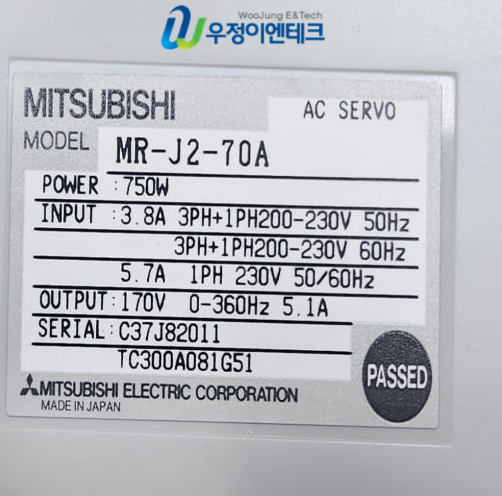 WooJung E&Tech
우정이엔테크
MITSUBISHI
AC SERVO
MODEL MR-J2-70A
POWER : 750W
INPUT : 3.8A 3PH+1PH200-230V 50Hz
3PH+1PH200-230V 60Hz
5.7A 1PH 230V 50/60Hz
OUTPUT : 170V 0-360Hz 5.1A
SERIAL : C37J82011
TC300A081G51
PASSED
MITSUBISHI ELECTRIC CORPORATION
MADE IN JAPAN